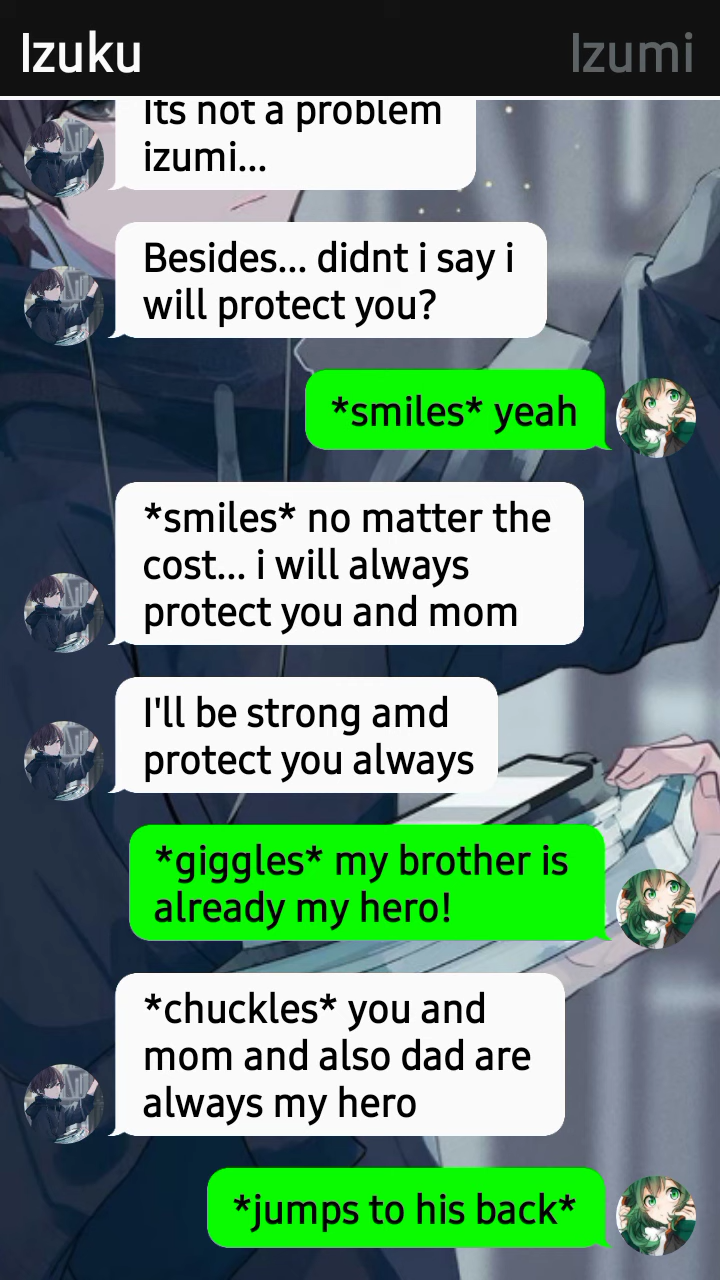 Izuku
Izumi
Its not a problem
izumi...
Besides... didnt i say i
will protect you?
*smiles* yeah
*smiles* no matter the
cost... i will always
protect you and mom
I'll be strong amd
protect you always
*giggles* my brother is
already my hero!
*chuckles* you and
mom and also dad are
always my hero
*jumps to his back*